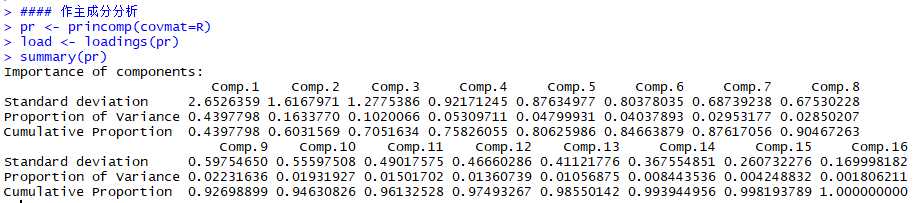 > #### 作主成分分析
> pr <- princomp(covmat=R)
> load <- loadings(pr)
> summary(pr)
Importance of components:
Comp.1 Comp.2 Comp.3 Comp.4 Comp.5 Comp.6 Comp.7 Comp.8
Standard deviation 2.6526359 1.6167971 1.2775386 0.92171245 0.87634977 0.80378035 0.68739238 0.67530228
Proportion of Variance 0.4397798 0.1633770 0.1020066 0.05309711 0.04799931 0.04037893 0.02953177 0.02850207
Cumulative Proportion 0.4397798 0.6031569 0.7051634 0.75826055 0.80625986 0.84663879 0.87617056 0.90467263
Comp.9 Comp.10 Comp.11 Comp.12 Comp.13 Comp.14 Comp.15 Comp.16
Standard deviation 0.59754650 0.55597508 0.49017575 0.46660286 0.41121776 0.367554851 0.260732276 0.169998182
Proportion of Variance 0.02231636 0.01931927 0.01501702 0.01360739 0.01056875 0.008443536 0.004248832 0.001806211
Cumulative Proportion 0.92698899 0.94630826 0.96132528 0.97493267 0.98550142 0.993944956 0.998193789 1.000000000